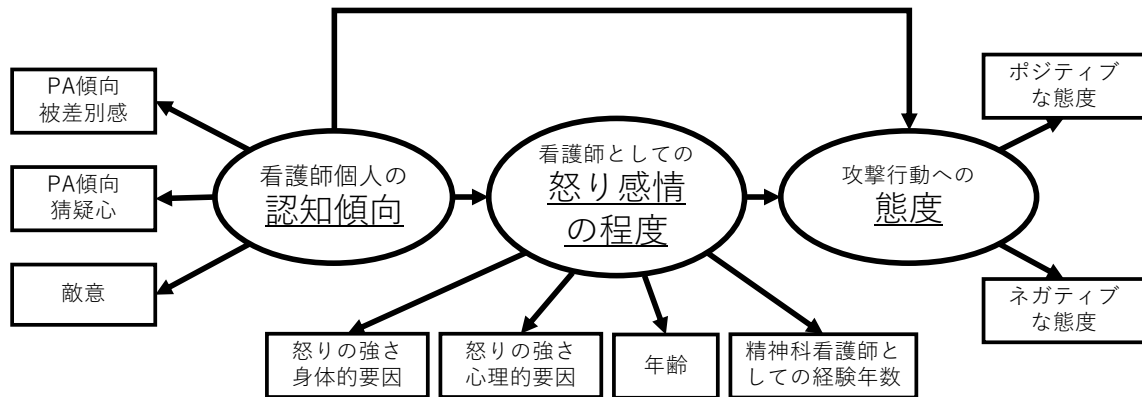 PA傾向
被差別感
PA傾向
猜疑心
敵意
看護師個人の
認知傾向
看護師としての
怒り感情
の程度
攻撃行動への
態度
ポジティブ
な態度
ネガティブ
な態度
怒りの強さ
身体的要因
怒りの強さ
心理的要因
年齢
精神科看護師と
しての経験年数